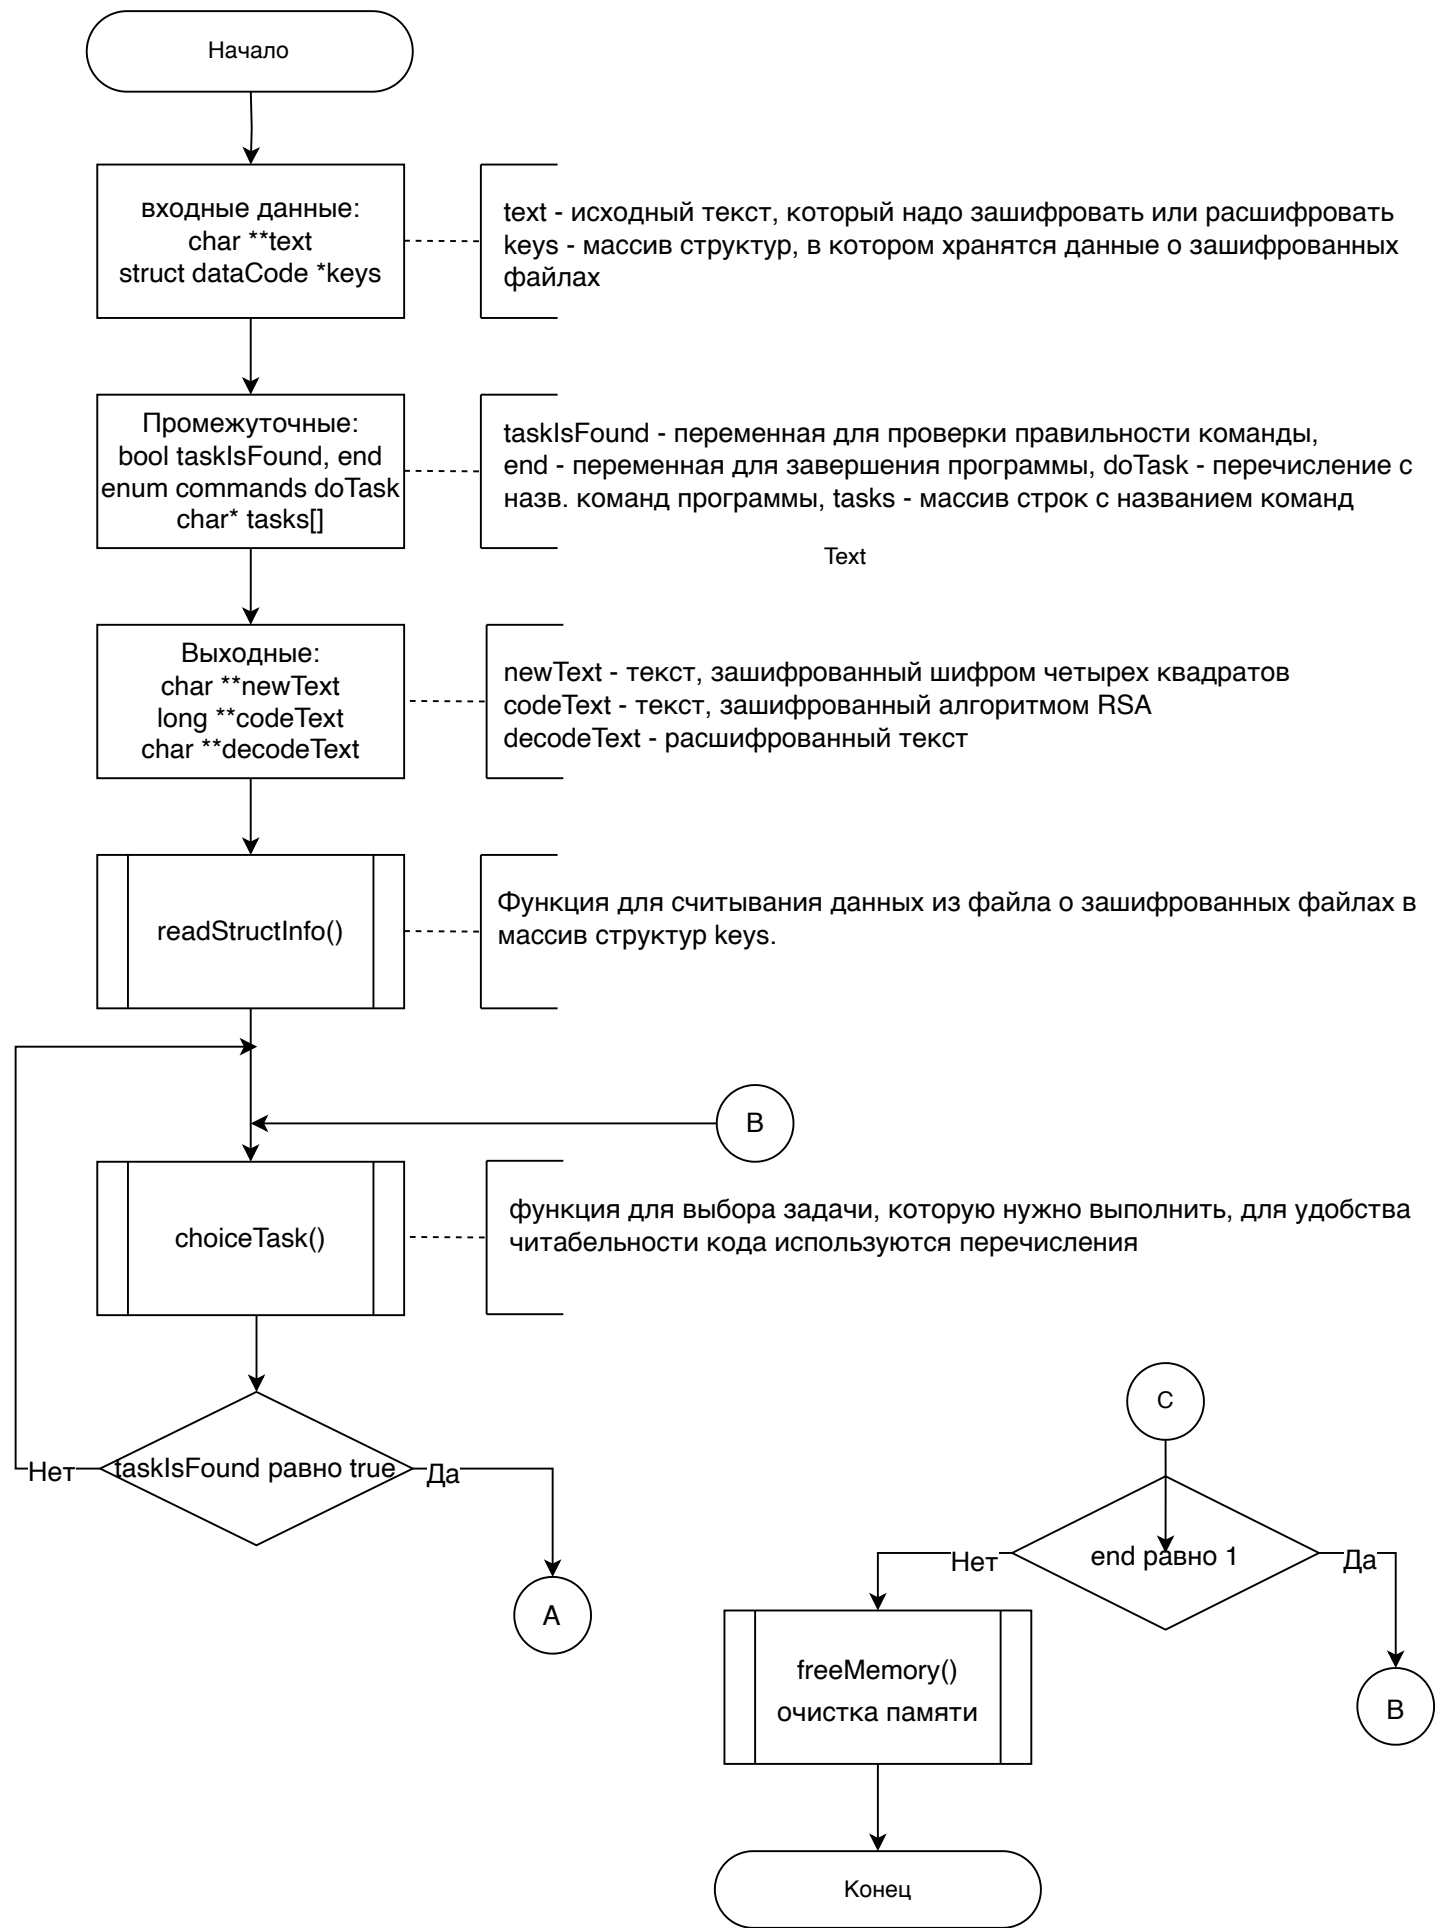 Начало
входные данные:
char **text
struct dataCode *keys
text - исходный текст, который надо зашифровать или расшифровать
keys - массив структур, в котором хранятся данные о зашифрованных
файлах
Промежуточные:
bool taskIsFound, end
enum commands doTask
char* tasks[]
taskIsFound - переменная для проверки правильности команды,
end - переменная для завершения программы, doTask - перечисление с
назв. команд программы, tasks - массив строк с названием команд
Text
Выходные:
char **newText
long **codeText
char **decodeText
newText - текст, зашифрованный шифром четырех квадратов
codeText - текст, зашифрованный алгоритмом RSA
decodeText - расшифрованный текст
readStructInfo()
Функция для считывания данных из файла о зашифрованных файлах в
массив структур keys.
B
choiceTask()
функция для выбора задачи, которую нужно выполнить, для удобства
читабельности кода используются перечисления
Нет
taskIsFound равно true
Да
A
C
Нет
end равно 1
Да
B
freeMemory()
очистка памяти
Конец